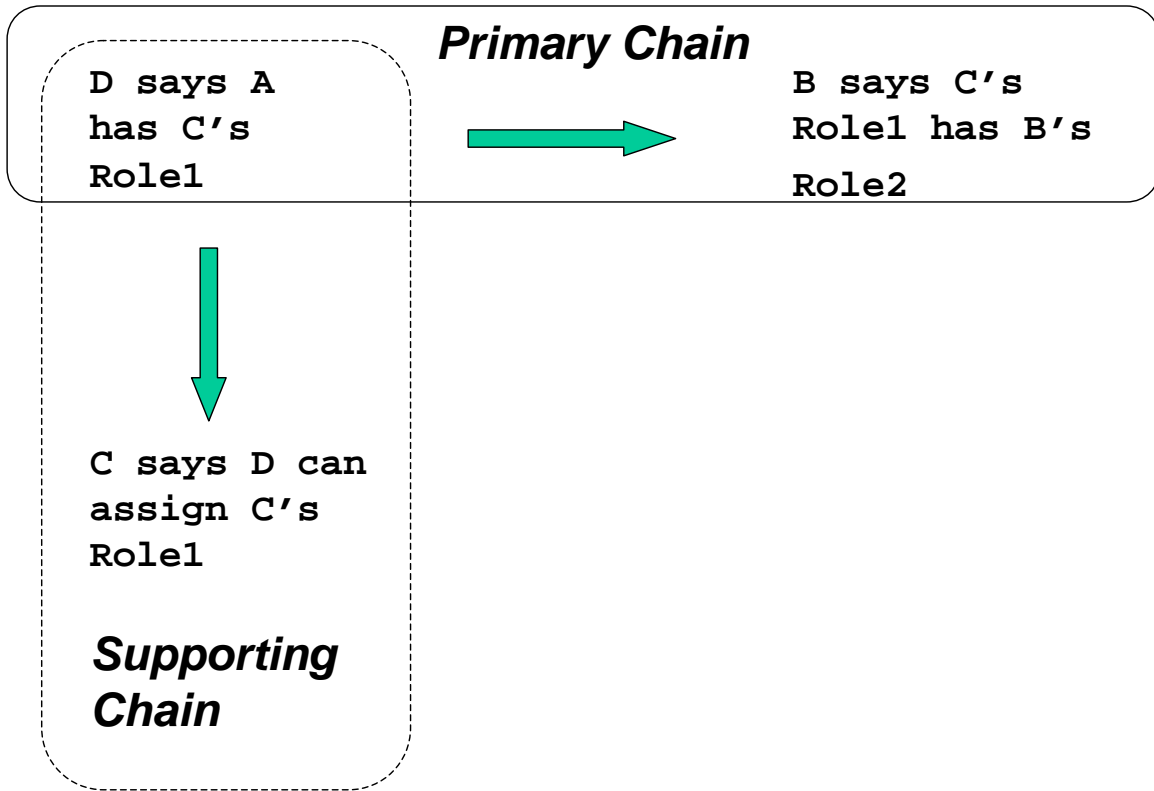 Primary Chain
D says A
has C’s
Role1
B says C’s
Role1 has B’s
Role2
C says D can
assign C’s
Role1
Supporting
Chain